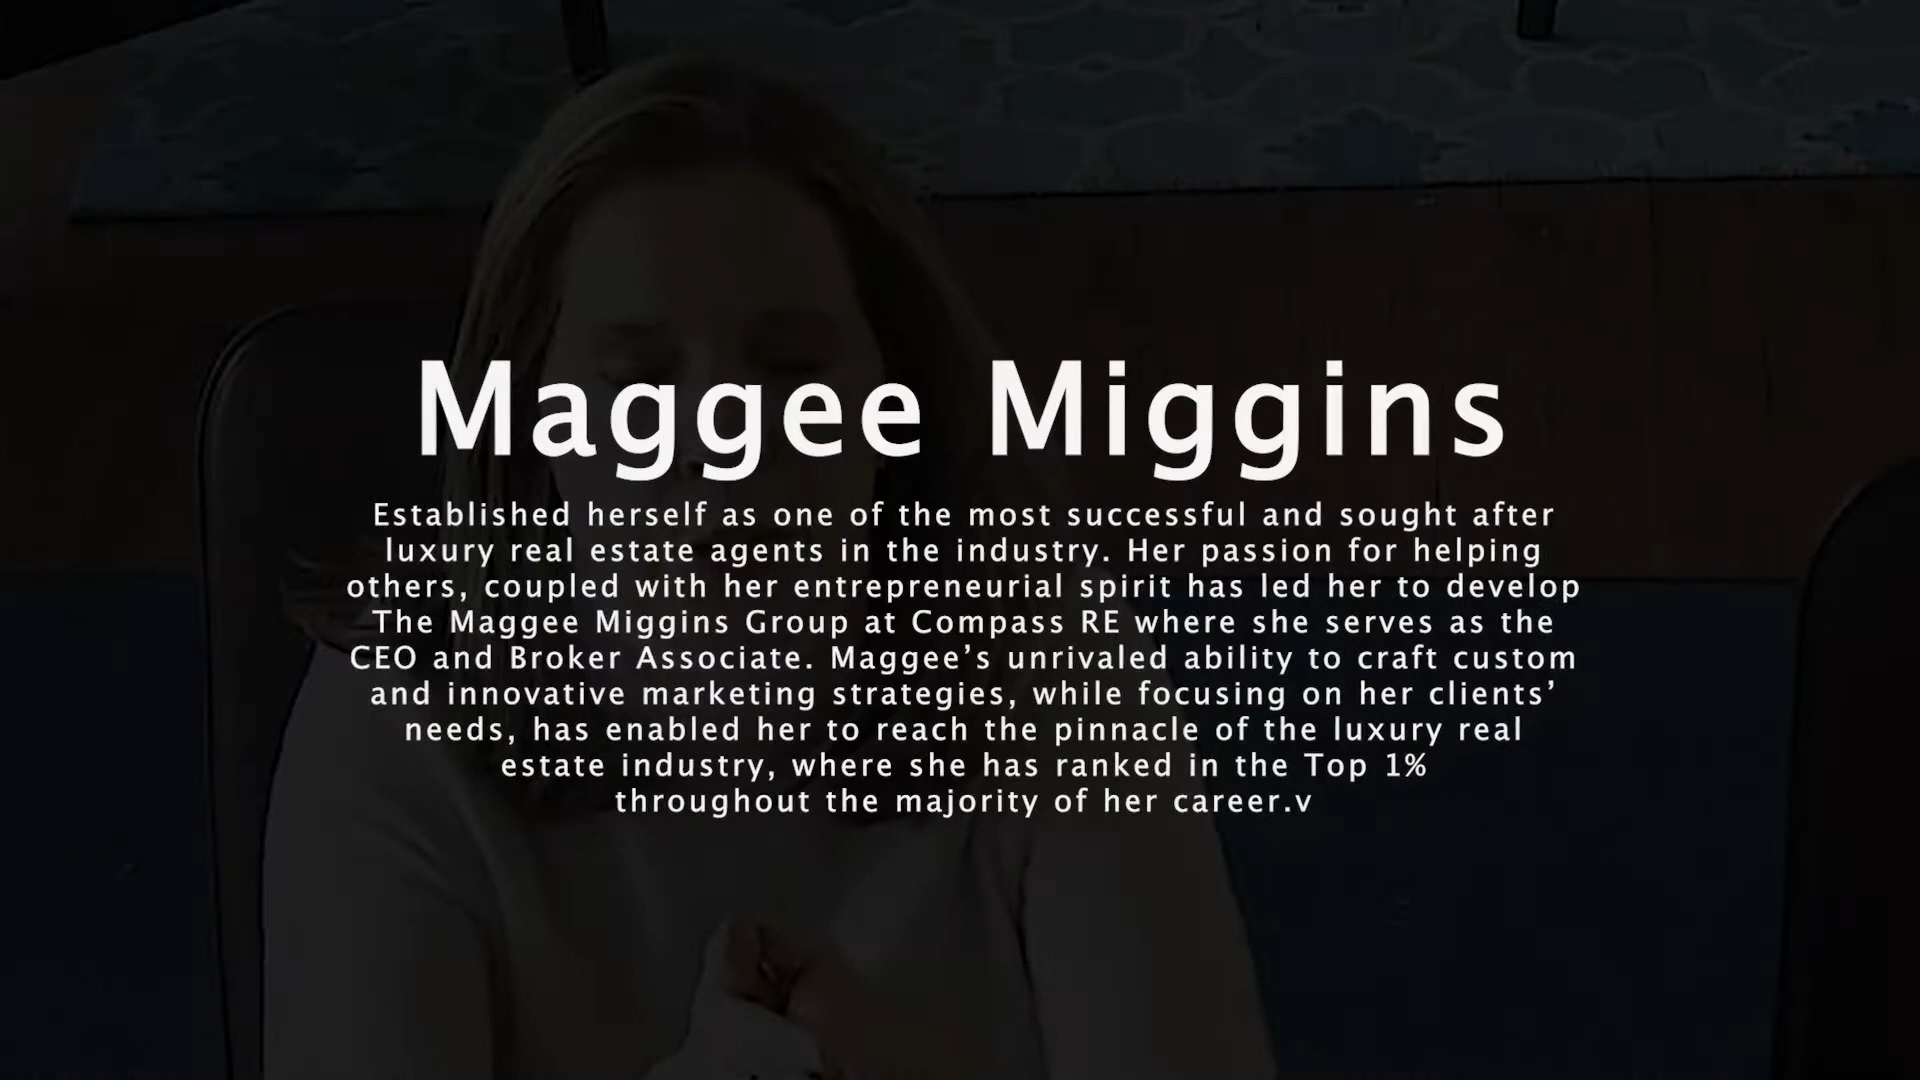 Maggee Miggins
Established herself as one of the most successful and sought after
luxury real estate agents in the industry. Her passion for helping
others, coupled with her entrepreneurial spirit has led her to develop
The Maggee Miggins Group at Compass RE where she serves as the
CEO and Broker Associate. Maggee’s unrivaled ability to craft custom
and innovative marketing strategies, while focusing on her clients’
needs, has enabled her to reach the pinnacle of the luxury real
estate industry, where she has ranked in the Top 1%
throughout the majority of her career.v